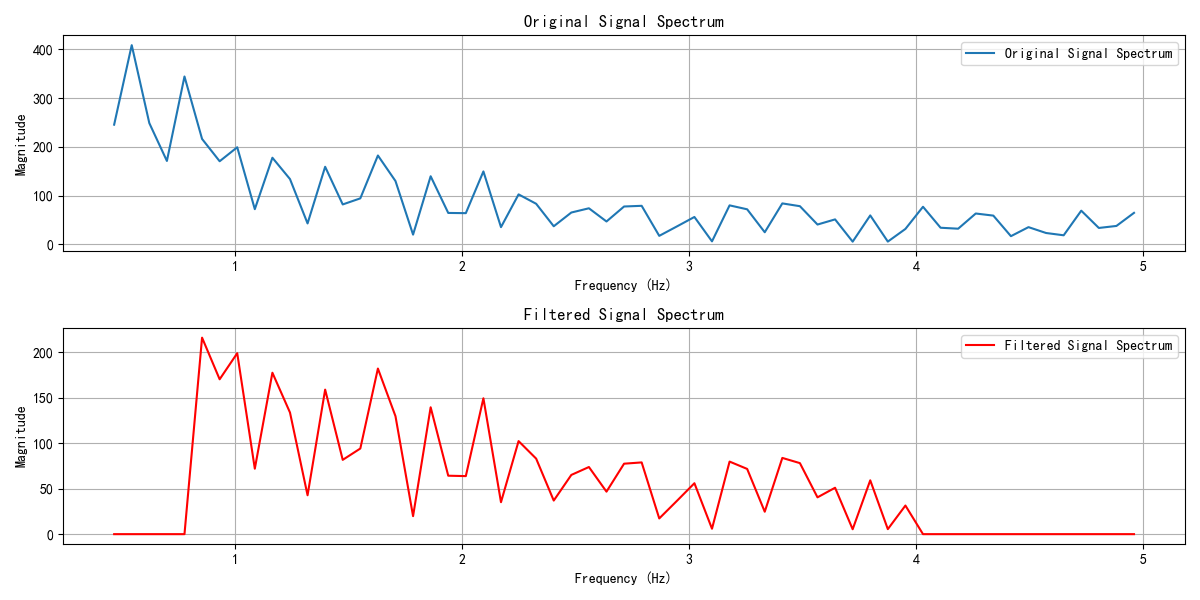 Original Signal Spectrum
Original Signal Spectrum
400
300
200
100
0
Magnitude
1 2 3 4 5
Frequency (Hz)
Filtered Signal Spectrum
Filtered Signal Spectrum
200
150
100
50
0
Magnitude
1 2 3 4 5
Frequency (Hz)